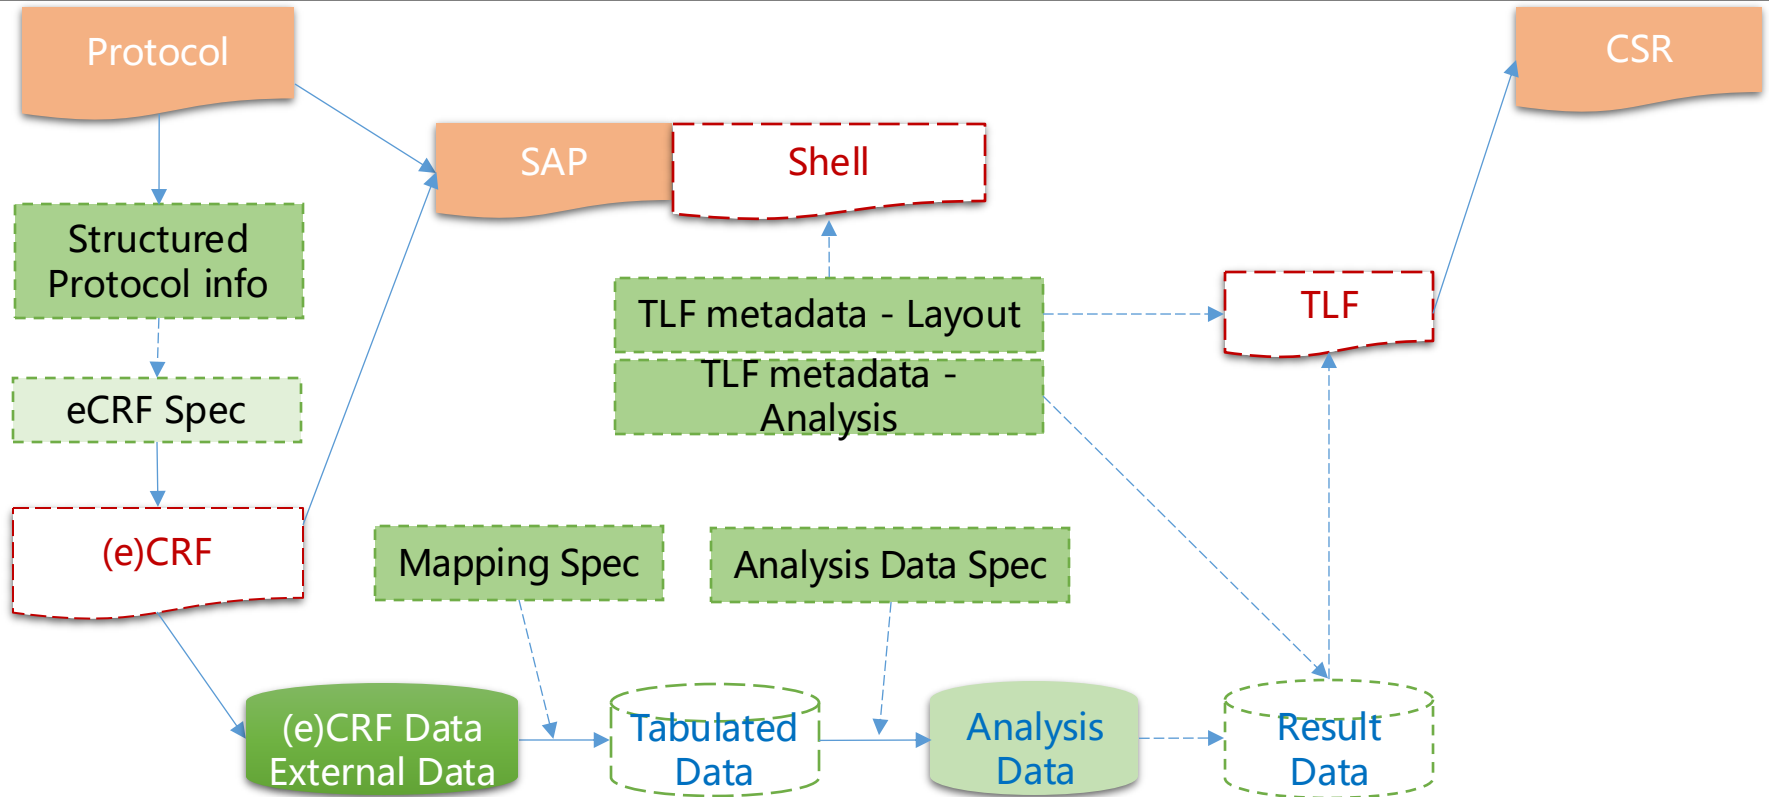 Protocol
CSR
SAP
Shell
Structured
Protocol info
TLF metadata - Layout
TLF
TLF metadata -
Analysis
eCRF Spec
(e)CRF
Mapping Spec
Analysis Data Spec
(e)CRF Data
External Data
Tabulated
Data
Analysis
Data
Result
Data